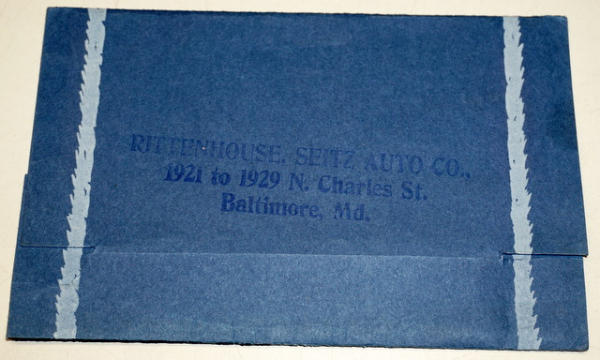 RITTENHOUSE, SEITZ AUTO CO.,
1921 to 1929 N. Charles St.
Baltimore, Md.